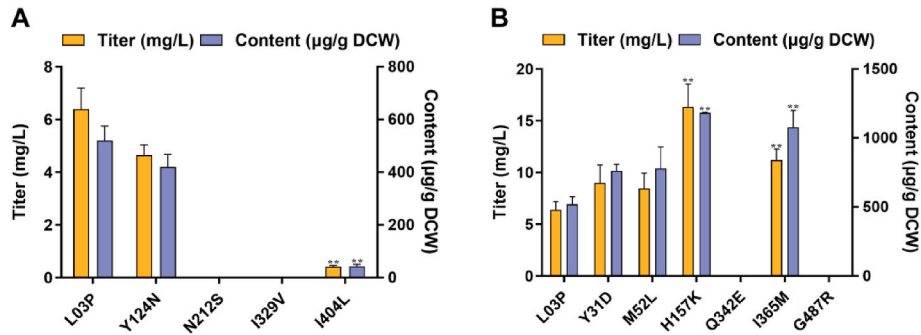 A
Titer (mg/L) Content (μg/g DCW)
Titer (mg/L)
8
6
4
2
0
800
600
400
200
0
Content (μg/g DCW)
** **
L03P Y124N N212S I329V I404L
B
Titer (mg/L) Content (μg/g DCW)
Titer (mg/L)
20
15
10
5
0
1500
1000
500
0
Content (μg/g DCW)
** ** ** **
L03P Y31D M52L H157K Q342E I365M G487R